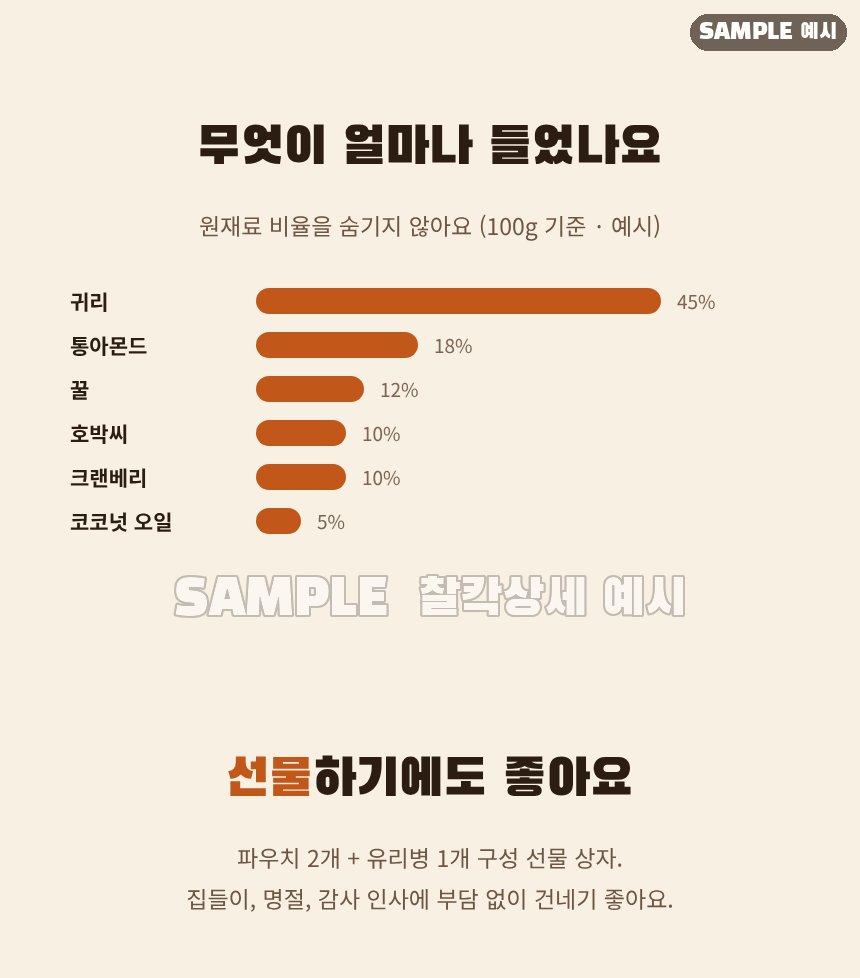 SAMPLE 예시
무엇이 얼마나 들었나요
원재료 비율을 숨기지 않아요 (100g 기준 · 예시)
귀리 45%
통아몬드 18%
꿀 12%
호박씨 10%
크랜베리 10%
코코넛 오일 5%
SAMPLE 찰칵상세 예시
선물하기에도 좋아요
파우치 2개 + 유리병 1개 구성 선물 상자.
집들이, 명절, 감사 인사에 부담 없이 건네기 좋아요.